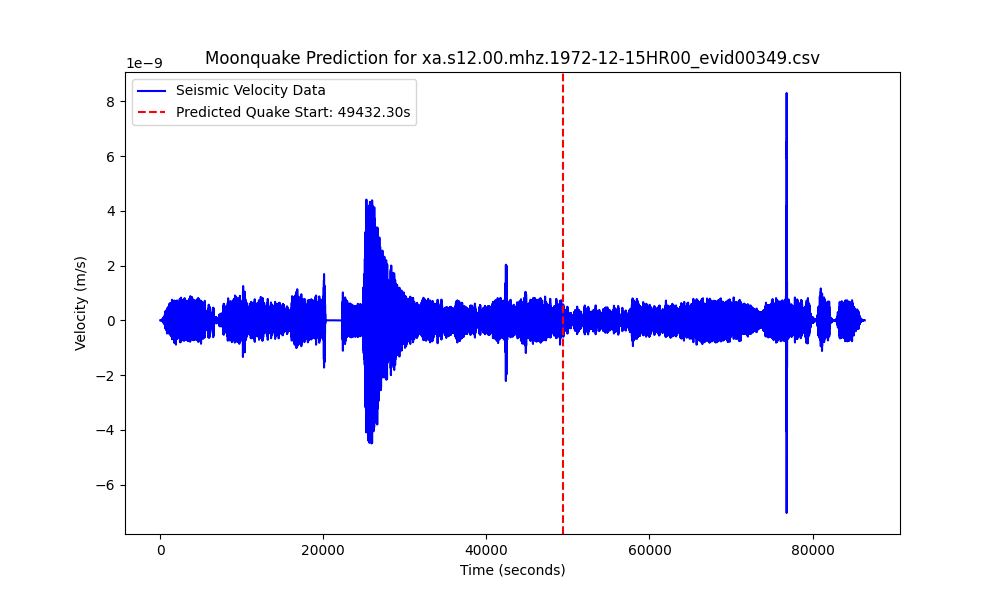 Moonquake Prediction for xa.s12.00.mhz.1972-12-15HR00_evid00349.csv
1e−9
Seismic Velocity Data
Predicted Quake Start: 49432.30s
8
6
4
2
0
−2
−4
−6
Velocity (m/s)
0 20000 40000 60000 80000
Time (seconds)